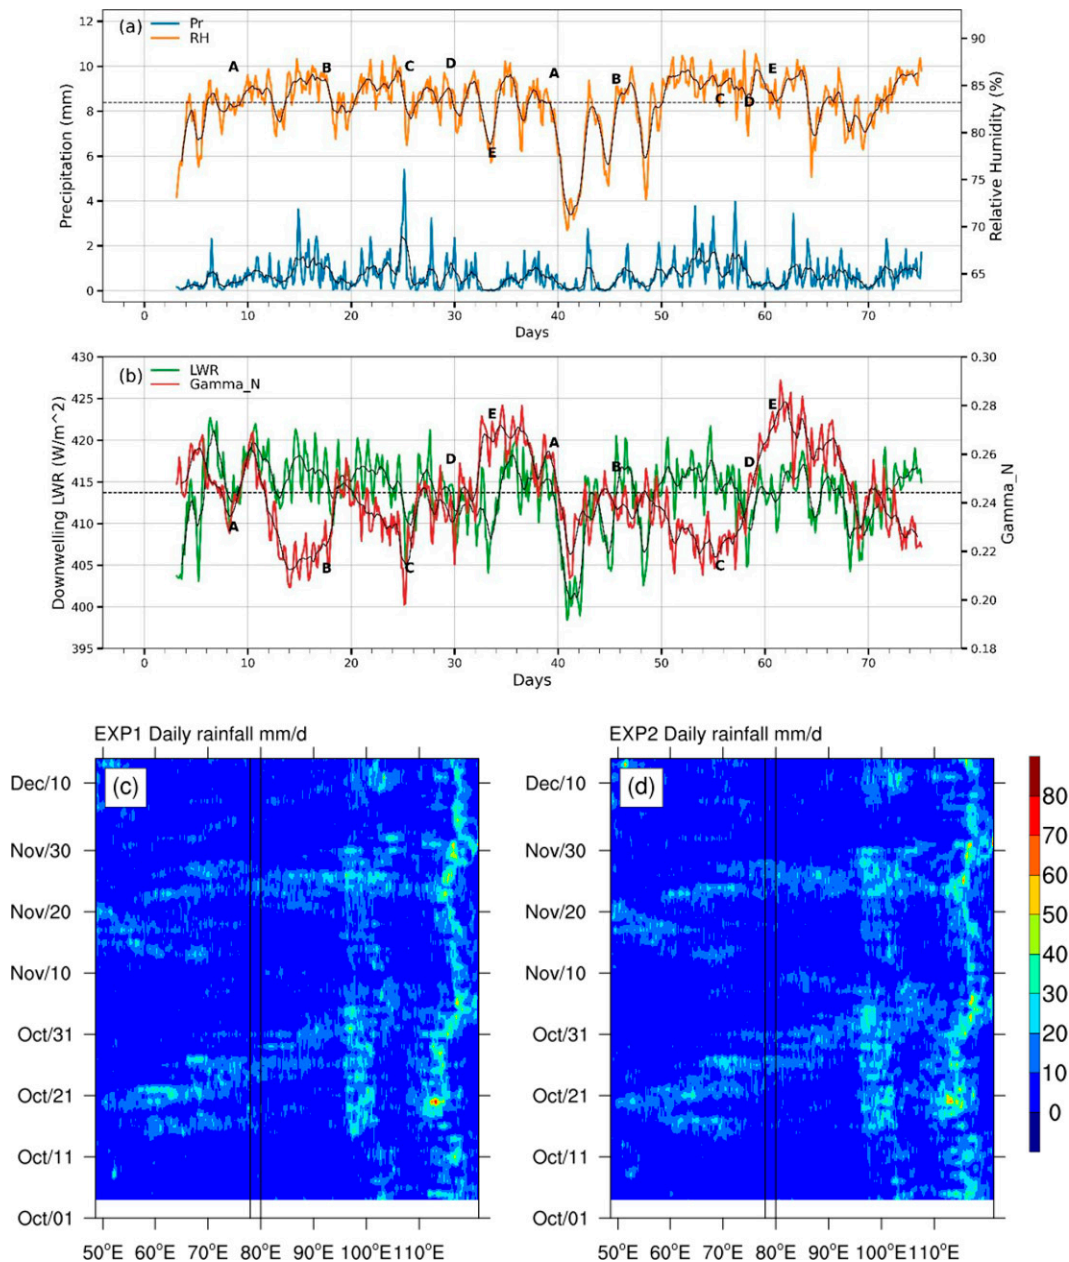 (a)
Pr
RH
A B C D E A B C D E
12
10
8
6
4
2
0
90
85
80
75
70
65
Precipitation (mm)
Relative Humidity (%)
0 10 20 30 40 50 60 70
Days
(b)
LWR
Gamma_N
A B C D E A B C D E
430
425
420
415
410
405
400
395
0.30
0.28
0.26
0.24
0.22
0.20
0.18
Downwelling LWR (W/m^2)
Gamma_N
0 10 20 30 40 50 60 70
Days
EXP1 Daily rainfall mm/d
(c)
Dec/10
Nov/30
Nov/20
Nov/10
Oct/31
Oct/21
Oct/11
Oct/01
50°E 60°E 70°E 80°E 90°E 100°E110°E
EXP2 Daily rainfall mm/d
(d)
Dec/10
Nov/30
Nov/20
Nov/10
Oct/31
Oct/21
Oct/11
Oct/01
50°E 60°E 70°E 80°E 90°E 100°E110°E
80
70
60
50
40
30
20
10
0